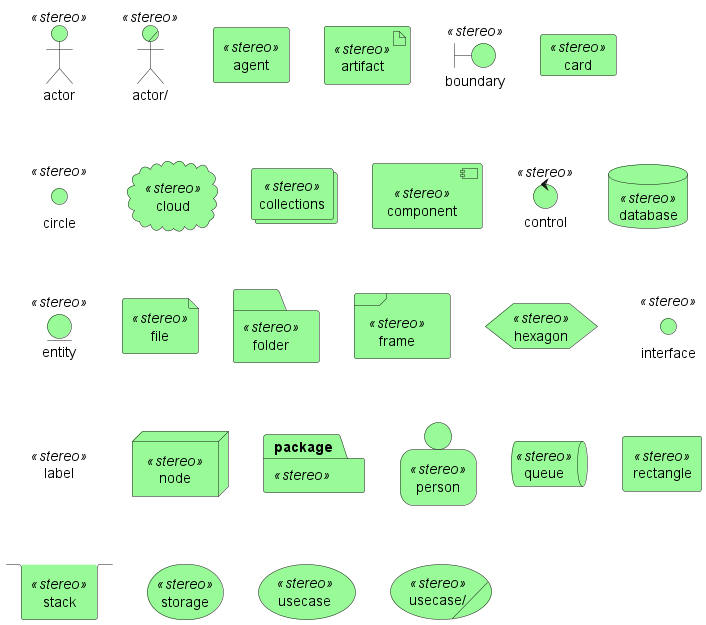 «stereo»
actor
«stereo»
actor/
«stereo»
agent
«stereo»
artifact
«stereo»
boundary
«stereo»
card
«stereo»
circle
«stereo»
cloud
«stereo»
collections
«stereo»
component
«stereo»
control
«stereo»
database
«stereo»
entity
«stereo»
file
«stereo»
folder
«stereo»
frame
«stereo»
hexagon
«stereo»
interface
«stereo»
label
«stereo»
node
package
«stereo»
«stereo»
person
«stereo»
queue
«stereo»
rectangle
«stereo»
stack
«stereo»
storage
«stereo»
usecase
«stereo»
usecase/